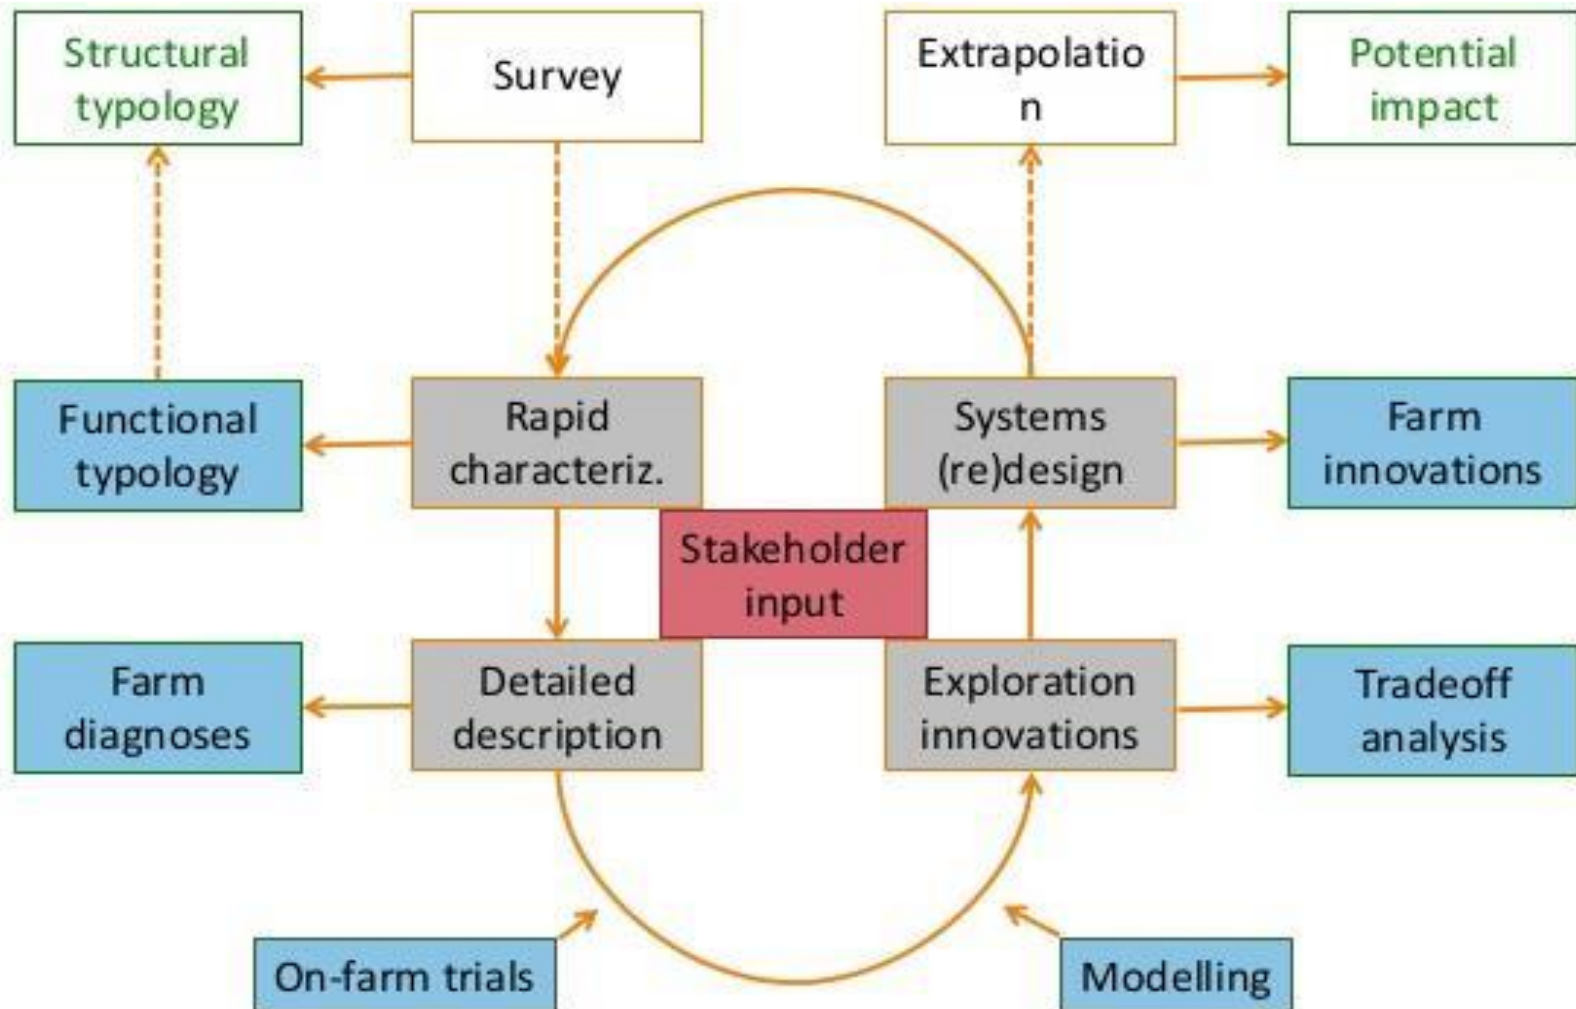 Structural
typology
Survey
Extrapolatio
n
Potential
impact
Functional
typology
Rapid
characteriz.
Systems
(re)design
Farm
innovations
Stakeholder
input
Farm
diagnoses
Detailed
description
Exploration
innovations
Tradeoff
analysis
On-farm trials
Modelling